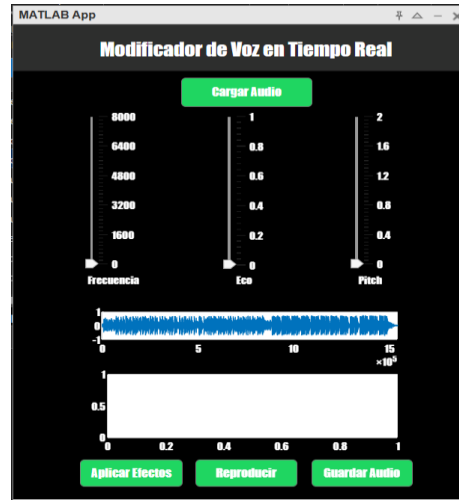 MATLAB App
Modificador de Voz en Tiempo Real
Cargar Audio
8000 1 2
6400 0.8 1.6
4800 0.6 1.2
3200 0.4 0.8
1600 0.2 0.4
0 0 0
Frecuencia Eco Pitch
1
0
-1
0 5 10 15
×10⁵
1
0.5
0
0 0.2 0.4 0.6 0.8 1
Aplicar Efectos Reproducir Guardar Audio